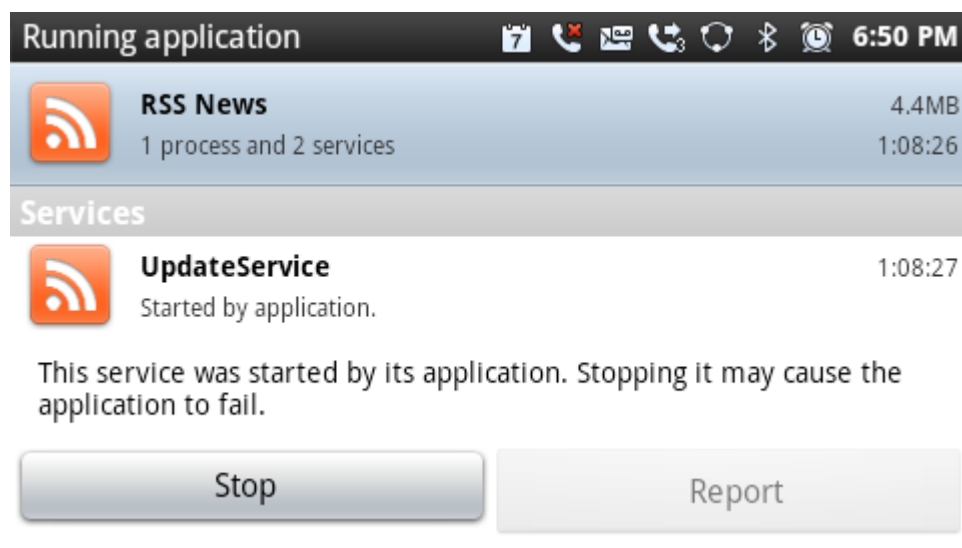 Running application 7 3 6:50 PM
RSS News 4.4MB
1 process and 2 services 1:08:26
Services
UpdateService 1:08:27
Started by application.
This service was started by its application. Stopping it may cause the
application to fail.
Stop Report